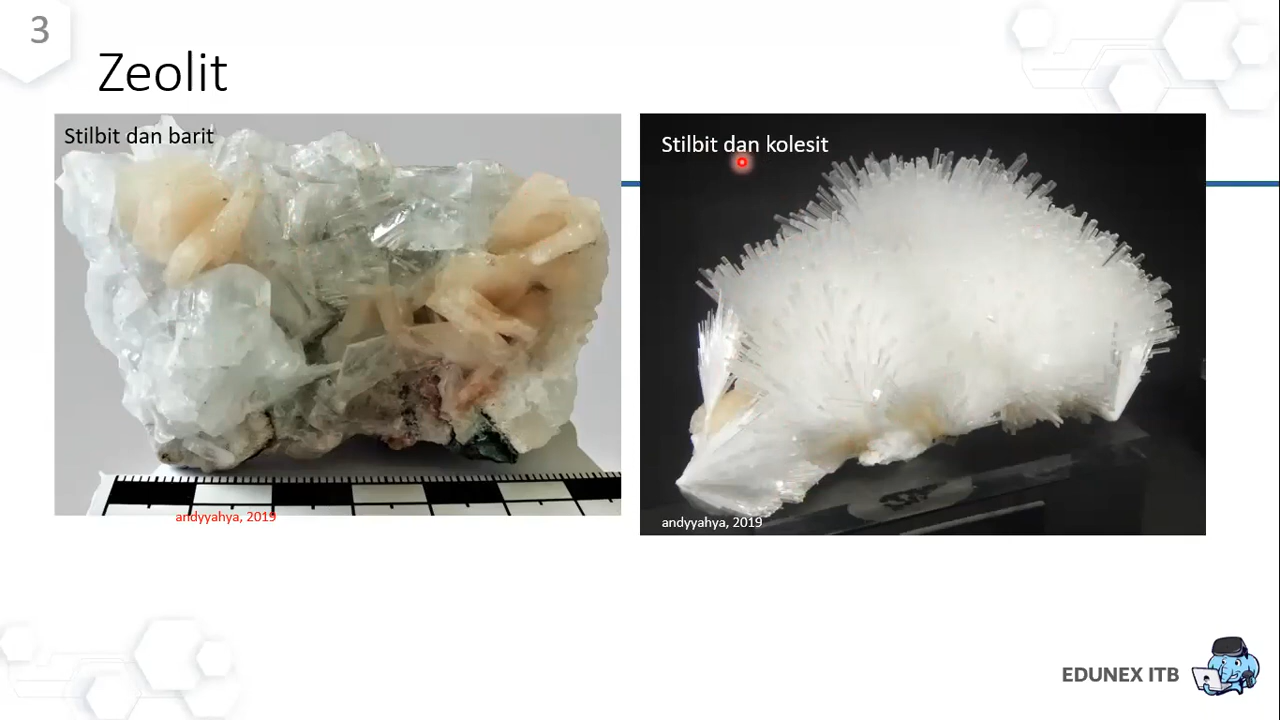 3
Zeolit
Stilbit dan barit
andyyahya, 2019
Stilbit dan kolesit
andyyahya, 2019
EDUNEX ITB